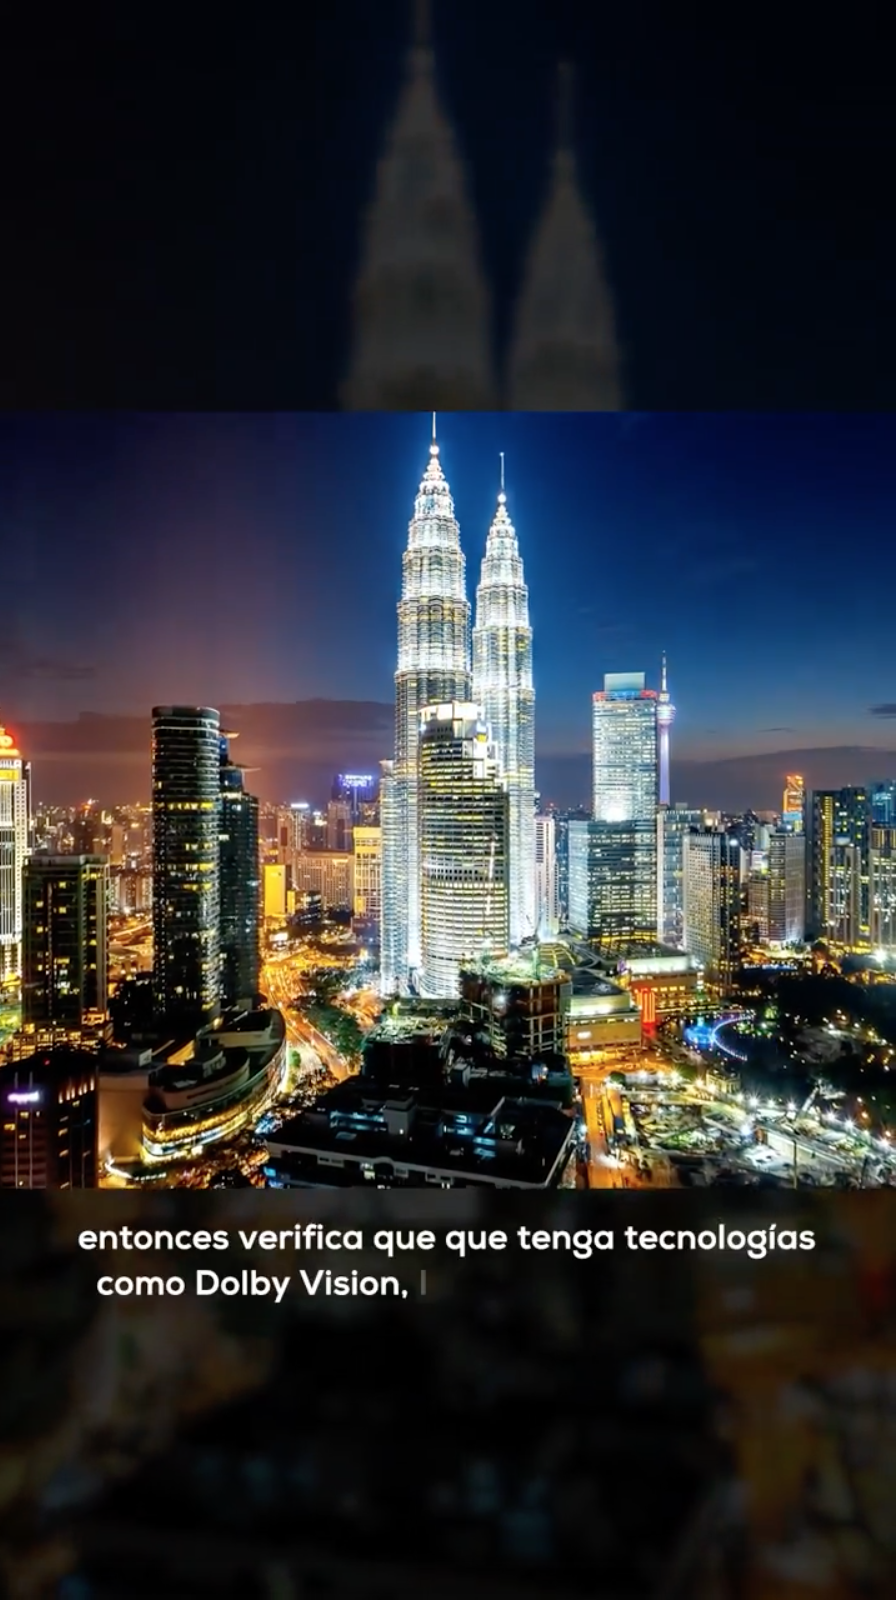 entonces verifica que que tenga tecnologías
como Dolby Vision,